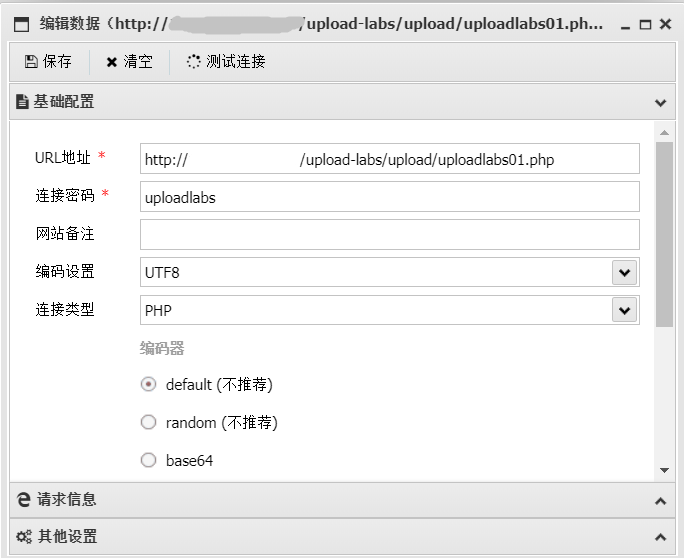 编辑数据（http://
/upload-labs/upload/uploadlabs01.ph...
保存 清空 测试连接
基础配置
URL地址 * http:// /upload-labs/upload/uploadlabs01.php
连接密码 * uploadlabs
网站备注
编码设置 UTF8
连接类型 PHP
编码器
default (不推荐)
random (不推荐)
base64
请求信息
其他设置